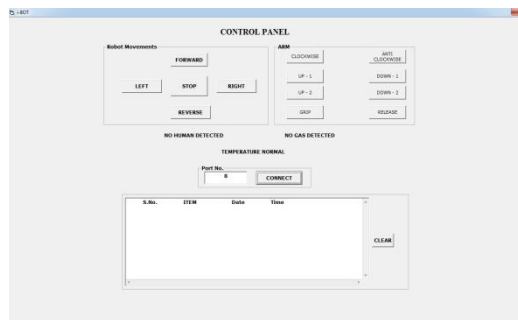 i-BOT
CONTROL PANEL
Robot Movements
FORWARD
LEFT STOP RIGHT
REVERSE
ARM
CLOCKWISE ANTI CLOCKWISE
UP - 1 DOWN - 1
UP - 2 DOWN - 2
GRIP RELEASE
NO HUMAN DETECTED NO GAS DETECTED
TEMPERATURE NORMAL
Port No.
8 CONNECT
S.No. ITEM Date Time
CLEAR